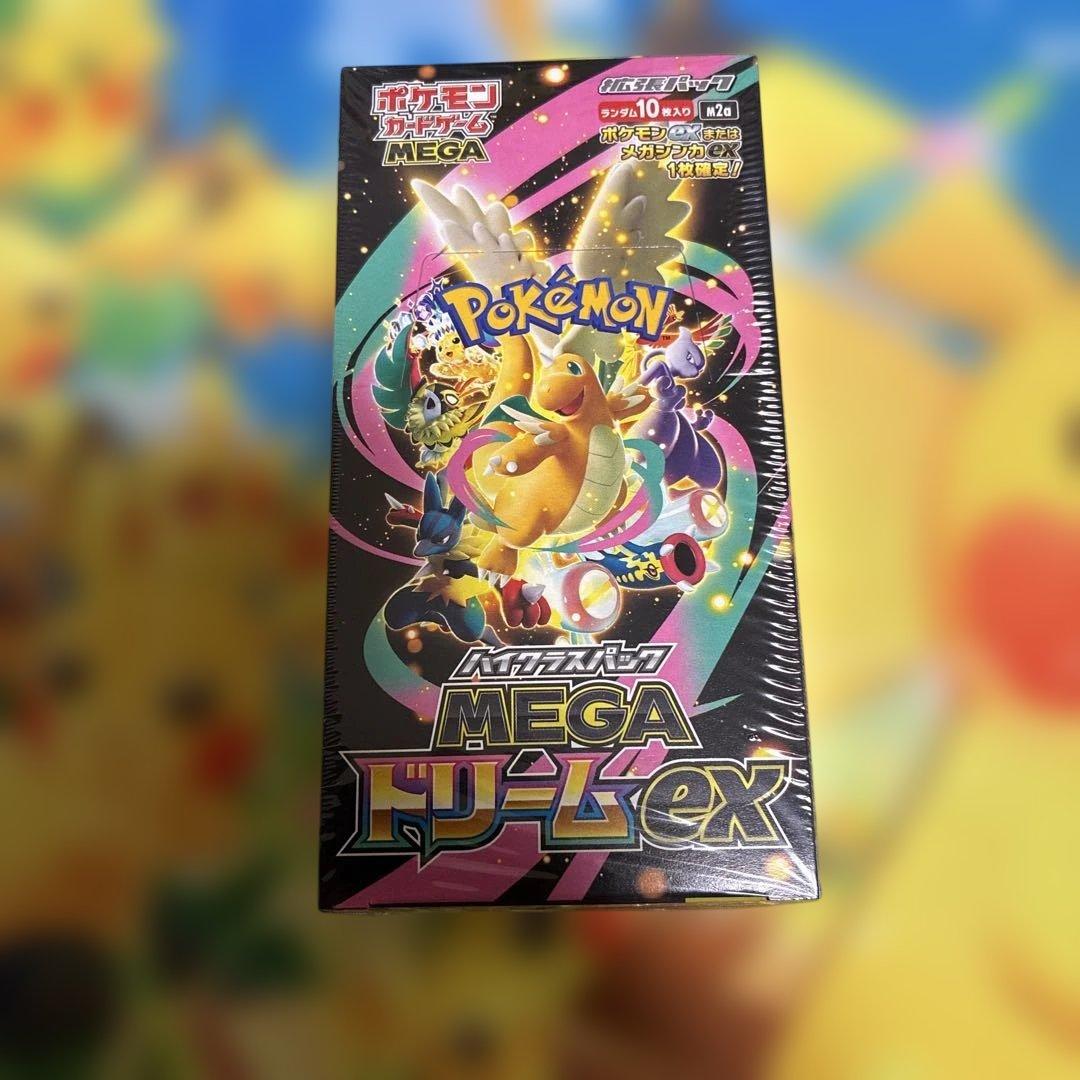 ポケモン
カードゲーム
MEGA
拡張パック
ランダム10枚入り M2a
ポケモンexまたは
メガシンカex
1枚確定!
POKéMON
TM
ハイクラスパック
MEGA
ドリームex